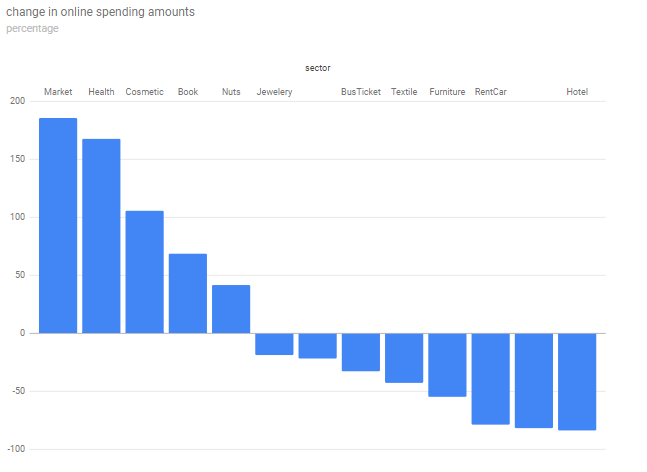 change in online spending amounts
percentage
sector
Market Health Cosmetic Book Nuts Jewelery BusTicket Textile Furniture RentCar Hotel
200
150
100
50
0
-50
-100